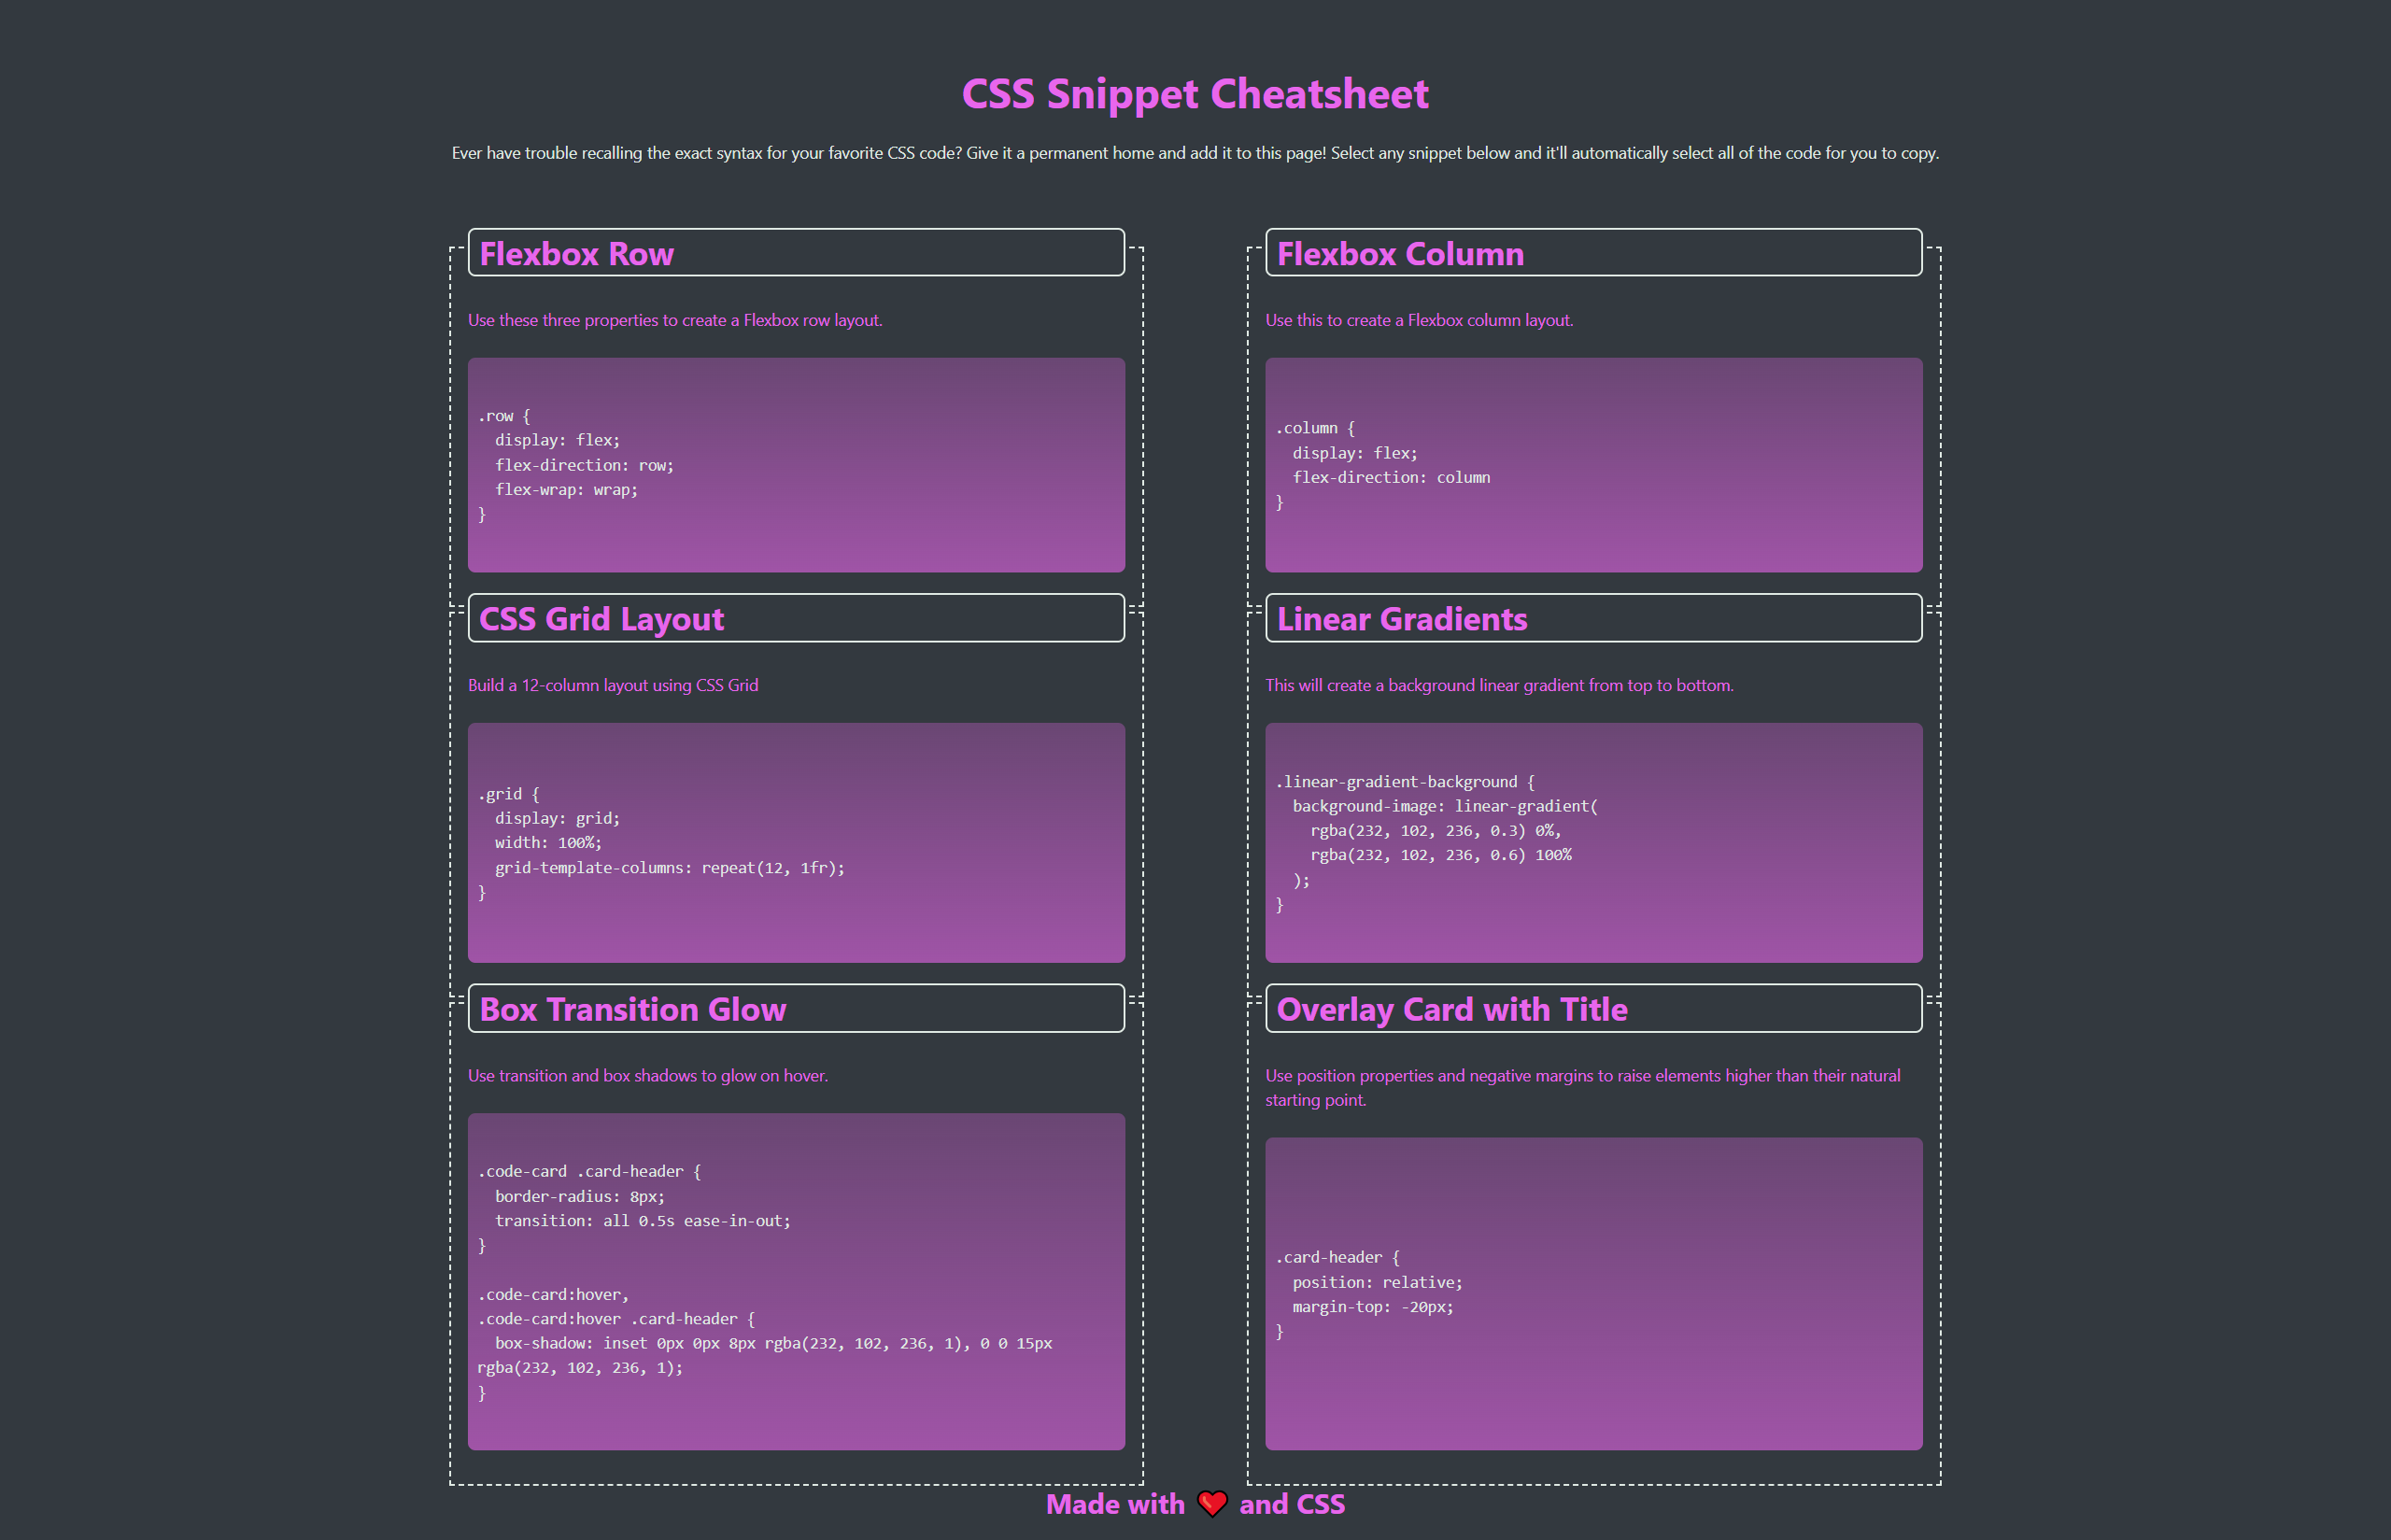 CSS Snippet Cheatsheet
Ever have trouble recalling the exact syntax for your favorite CSS code? Give it a permanent home and add it to this page! Select any snippet below and it'll automatically select all of the code for you to copy.
Flexbox Row
Use these three properties to create a Flexbox row layout.
.row {
  display: flex;
  flex-direction: row;
  flex-wrap: wrap;
}
Flexbox Column
Use this to create a Flexbox column layout.
.column {
  display: flex;
  flex-direction: column
}
CSS Grid Layout
Build a 12-column layout using CSS Grid
.grid {
  display: grid;
  width: 100%;
  grid-template-columns: repeat(12, 1fr);
}
Linear Gradients
This will create a background linear gradient from top to bottom.
.linear-gradient-background {
  background-image: linear-gradient(
    rgba(232, 102, 236, 0.3) 0%,
    rgba(232, 102, 236, 0.6) 100%
  );
}
Box Transition Glow
Use transition and box shadows to glow on hover.
.code-card .card-header {
  border-radius: 8px;
  transition: all 0.5s ease-in-out;
}
.code-card:hover,
.code-card:hover .card-header {
  box-shadow: inset 0px 0px 8px rgba(232, 102, 236, 1), 0 0 15px
rgba(232, 102, 236, 1);
}
Overlay Card with Title
Use position properties and negative margins to raise elements higher than their natural
starting point.
.card-header {
  position: relative;
  margin-top: -20px;
}
Made with ❤️ and CSS